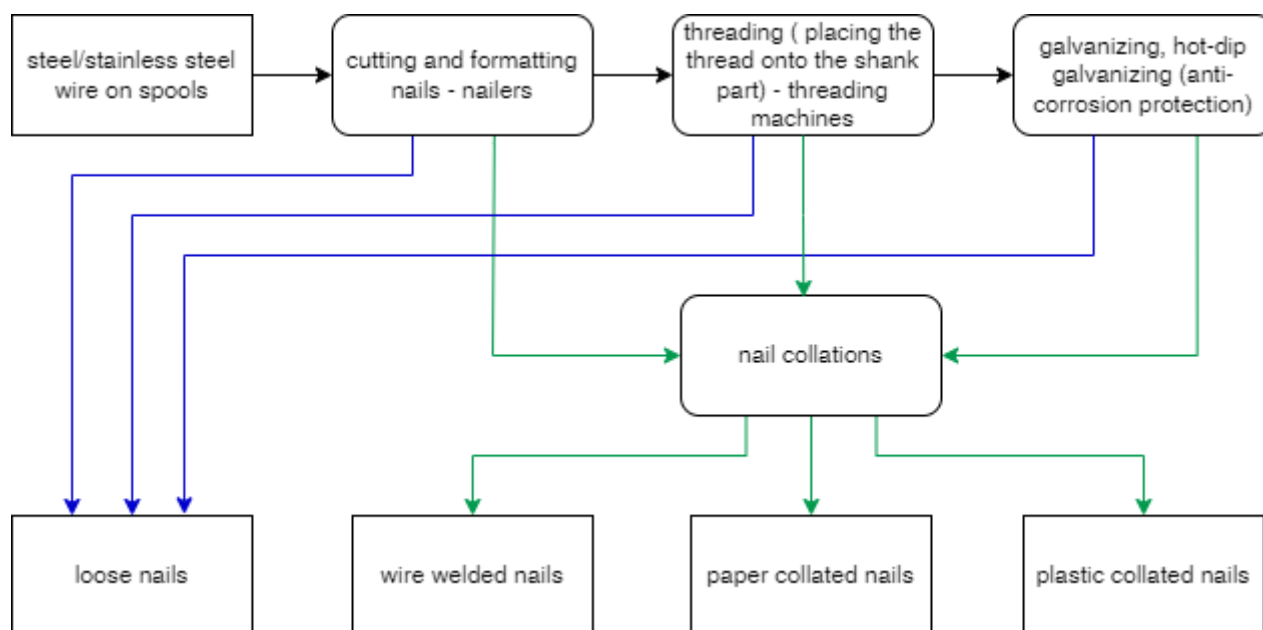 steel/stainless steel
wire on spools
cutting and formatting
nails - nailers
threading ( placing the
thread onto the shank
part) - threading
machines
galvanizing, hot-dip
galvanizing (anti-
corrosion protection)
nail collations
loose nails
wire welded nails
paper collated nails
plastic collated nails